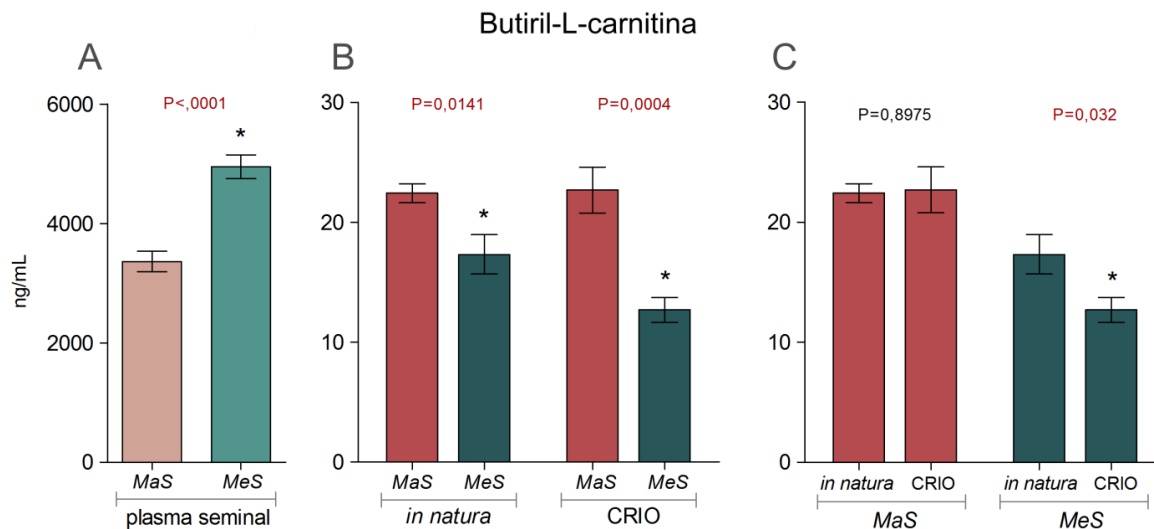 Butiril-L-carnitina
A
B
C
ng/mL
P<,0001
6000
4000
2000
0
*
MaS
MeS
plasma seminal
P=0,0141
P=0,0004
30
20
10
0
*
*
MaS
MeS
MaS
MeS
in natura
CRIO
P=0,8975
P=0,032
30
20
10
0
*
in natura
CRIO
in natura
CRIO
MaS
MeS